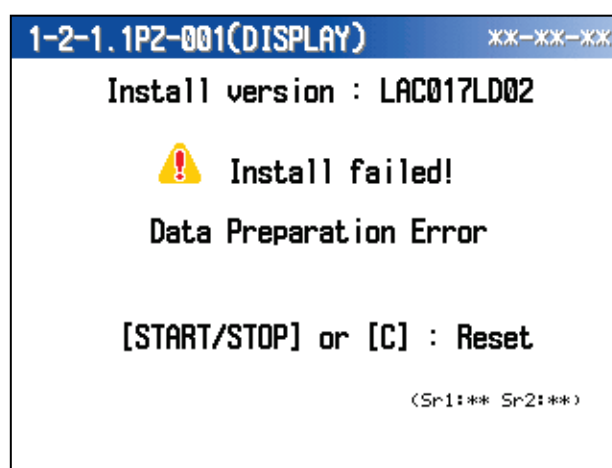 1-2-1.1PZ-001(DISPLAY) **-**-**
Install version : LAC017LD02
Install failed!
Data Preparation Error
[START/STOP] or [C] : Reset
(Sr1:** Sr2:**)